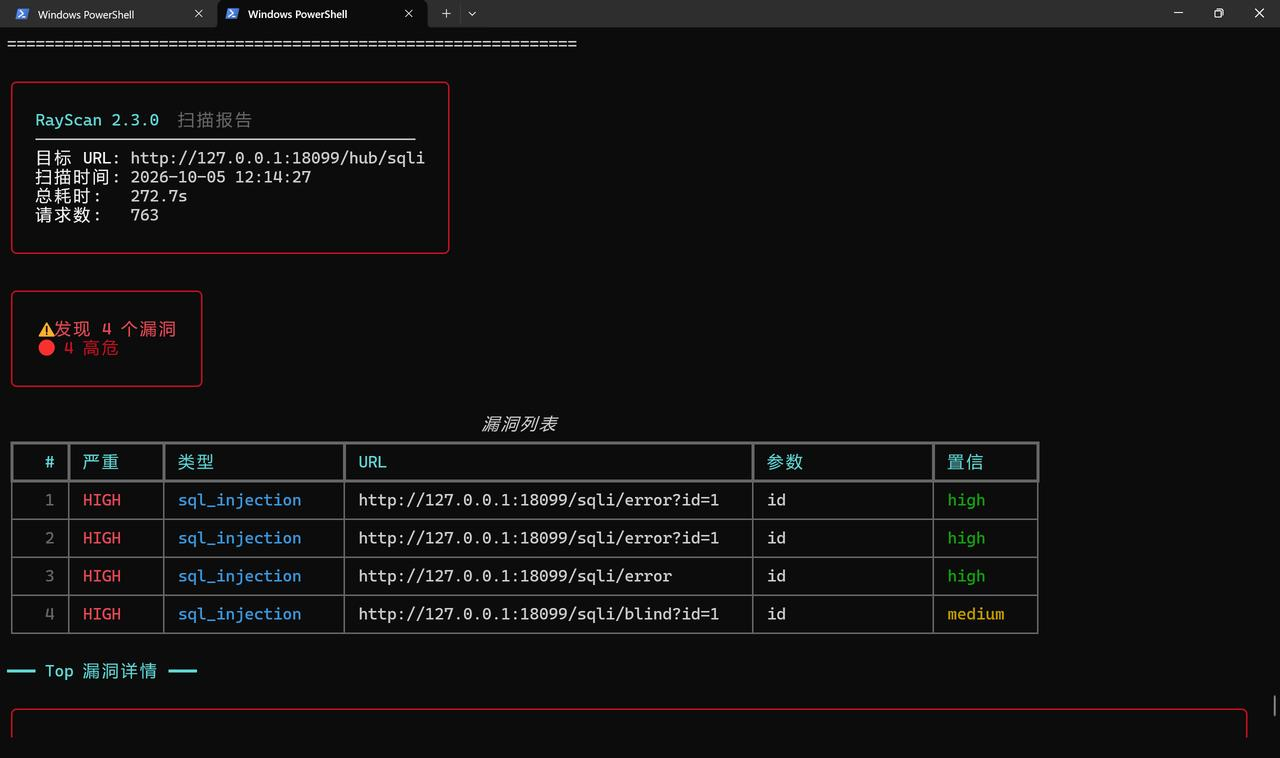 Windows PowerShell
Windows PowerShell
============================================================
RayScan 2.3.0 扫描报告
目标 URL: http://127.0.0.1:18099/hub/sqli
扫描时间: 2026-10-05 12:14:27
总耗时: 272.7s
请求数: 763
⚠️发现 4 个漏洞
🔴 4 高危
漏洞列表
# 严重 类型 URL 参数 置信
1 HIGH sql_injection http://127.0.0.1:18099/sqli/error?id=1 id high
2 HIGH sql_injection http://127.0.0.1:18099/sqli/error?id=1 id high
3 HIGH sql_injection http://127.0.0.1:18099/sqli/error id high
4 HIGH sql_injection http://127.0.0.1:18099/sqli/blind?id=1 id medium
━━━ Top 漏洞详情 ━━━